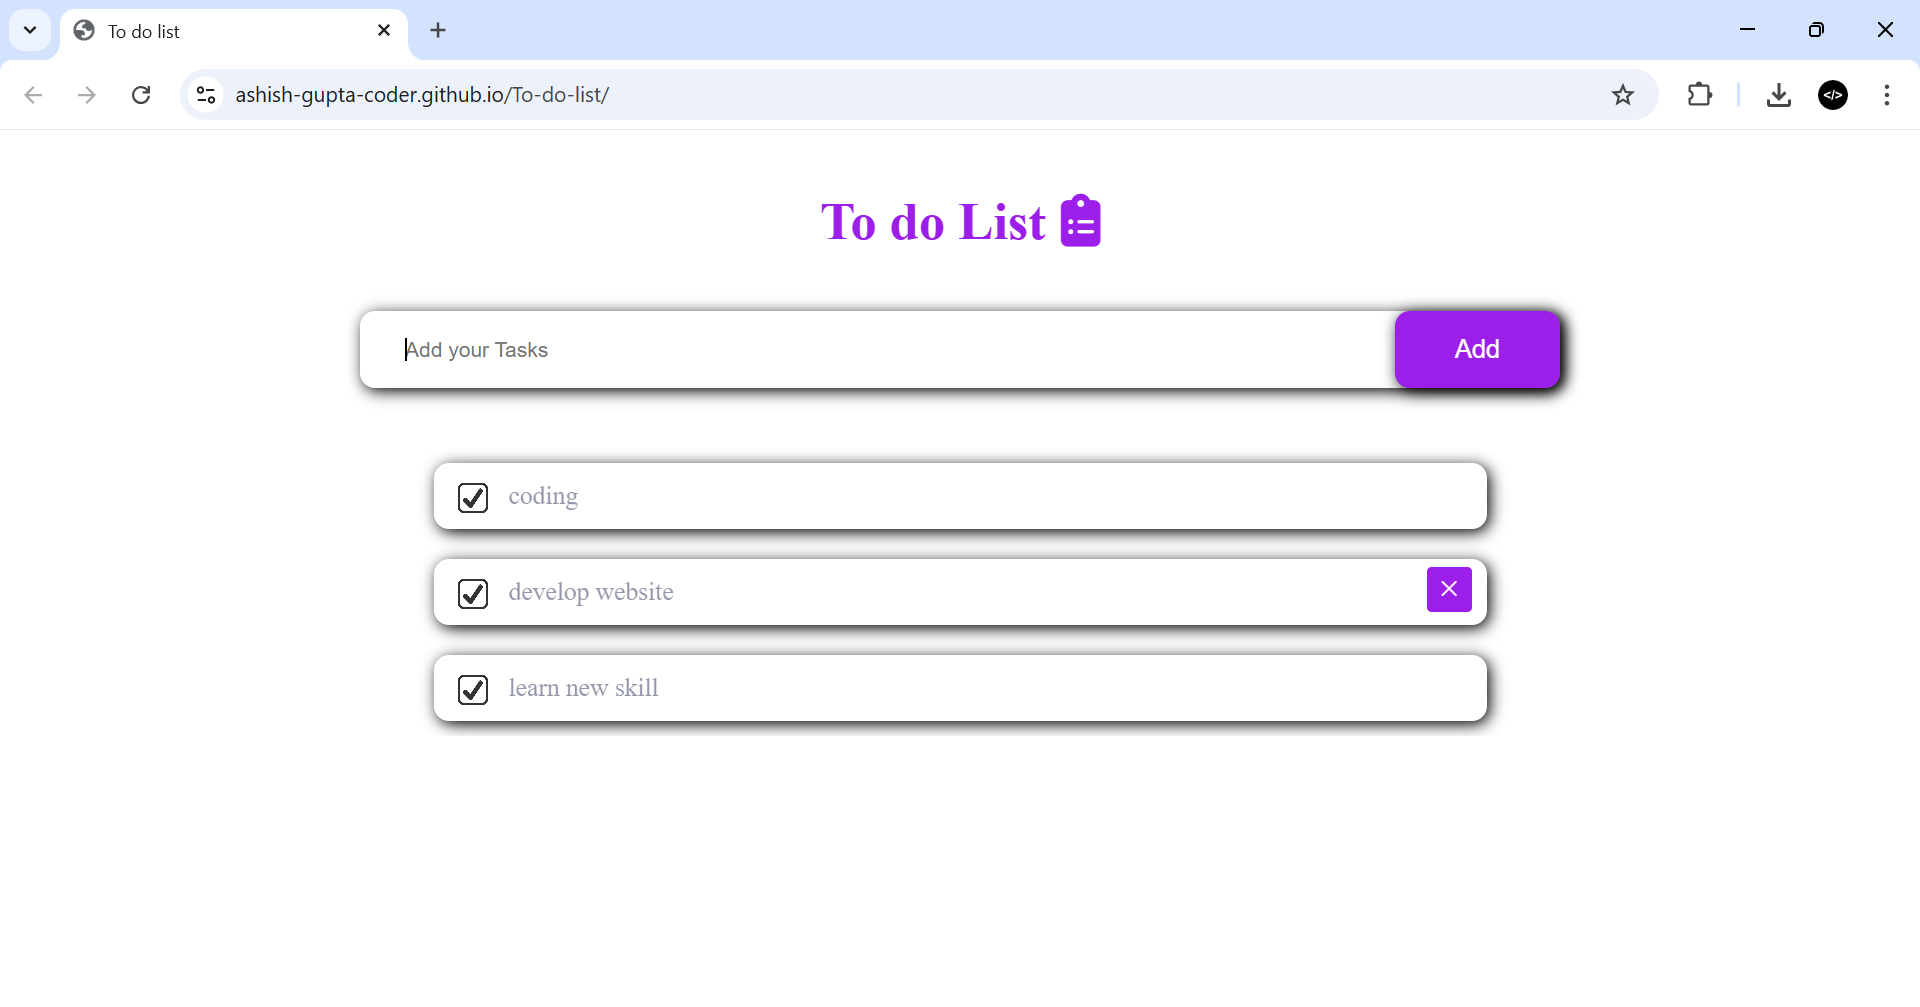 To do list
ashish-gupta-coder.github.io/To-do-list/
</>
To do List
Add your Tasks
Add
coding
develop website
learn new skill